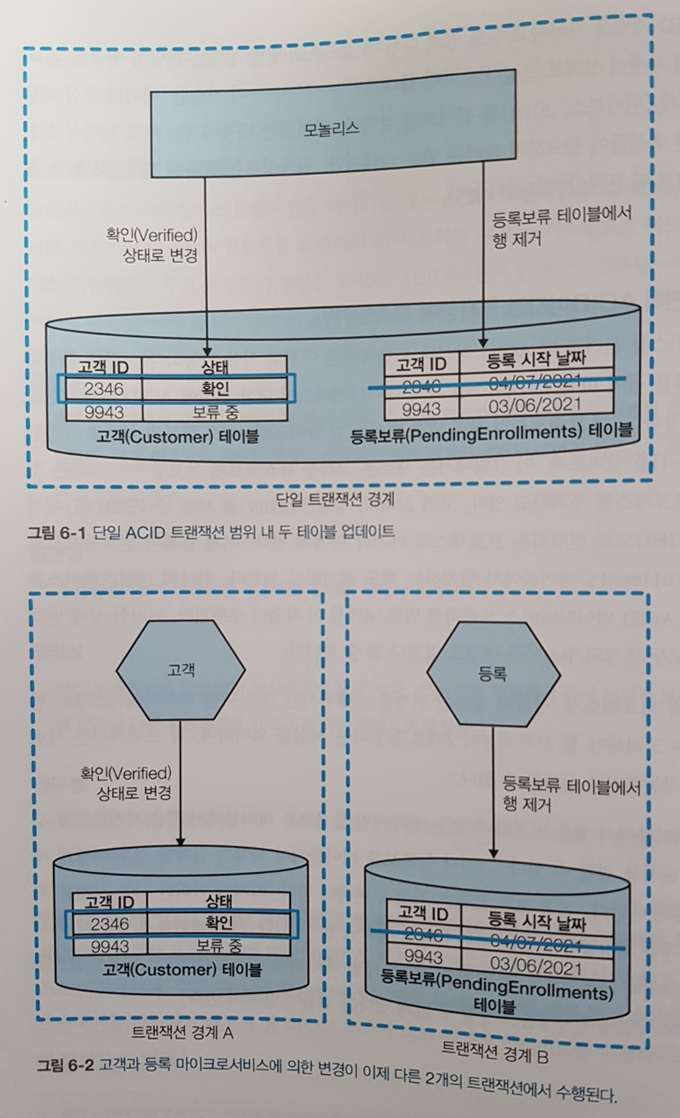 모놀리스
확인(Verified)
상태로 변경
등록보류 테이블에서
행 제거
고객 ID 상태
2346 확인
9943 보류 중
고객(Customer) 테이블
고객 ID 등록 시작 날짜
2346 04/07/2021
9943 03/06/2021
등록보류(PendingEnrollments) 테이블
단일 트랜잭션 경계
그림 6-1 단일 ACID 트랜잭션 범위 내 두 테이블 업데이트
고객
확인(Verified)
상태로 변경
고객 ID 상태
2346 확인
9943 보류 중
고객(Customer) 테이블
트랜잭션 경계 A
등록
등록보류 테이블에서
행 제거
고객 ID 등록 시작 날짜
2346 04/07/2021
9943 03/06/2021
등록보류(PendingEnrollments)
테이블
트랜잭션 경계 B
그림 6-2 고객과 등록 마이크로서비스에 의한 변경이 이제 다른 2개의 트랜잭션에서 수행된다.